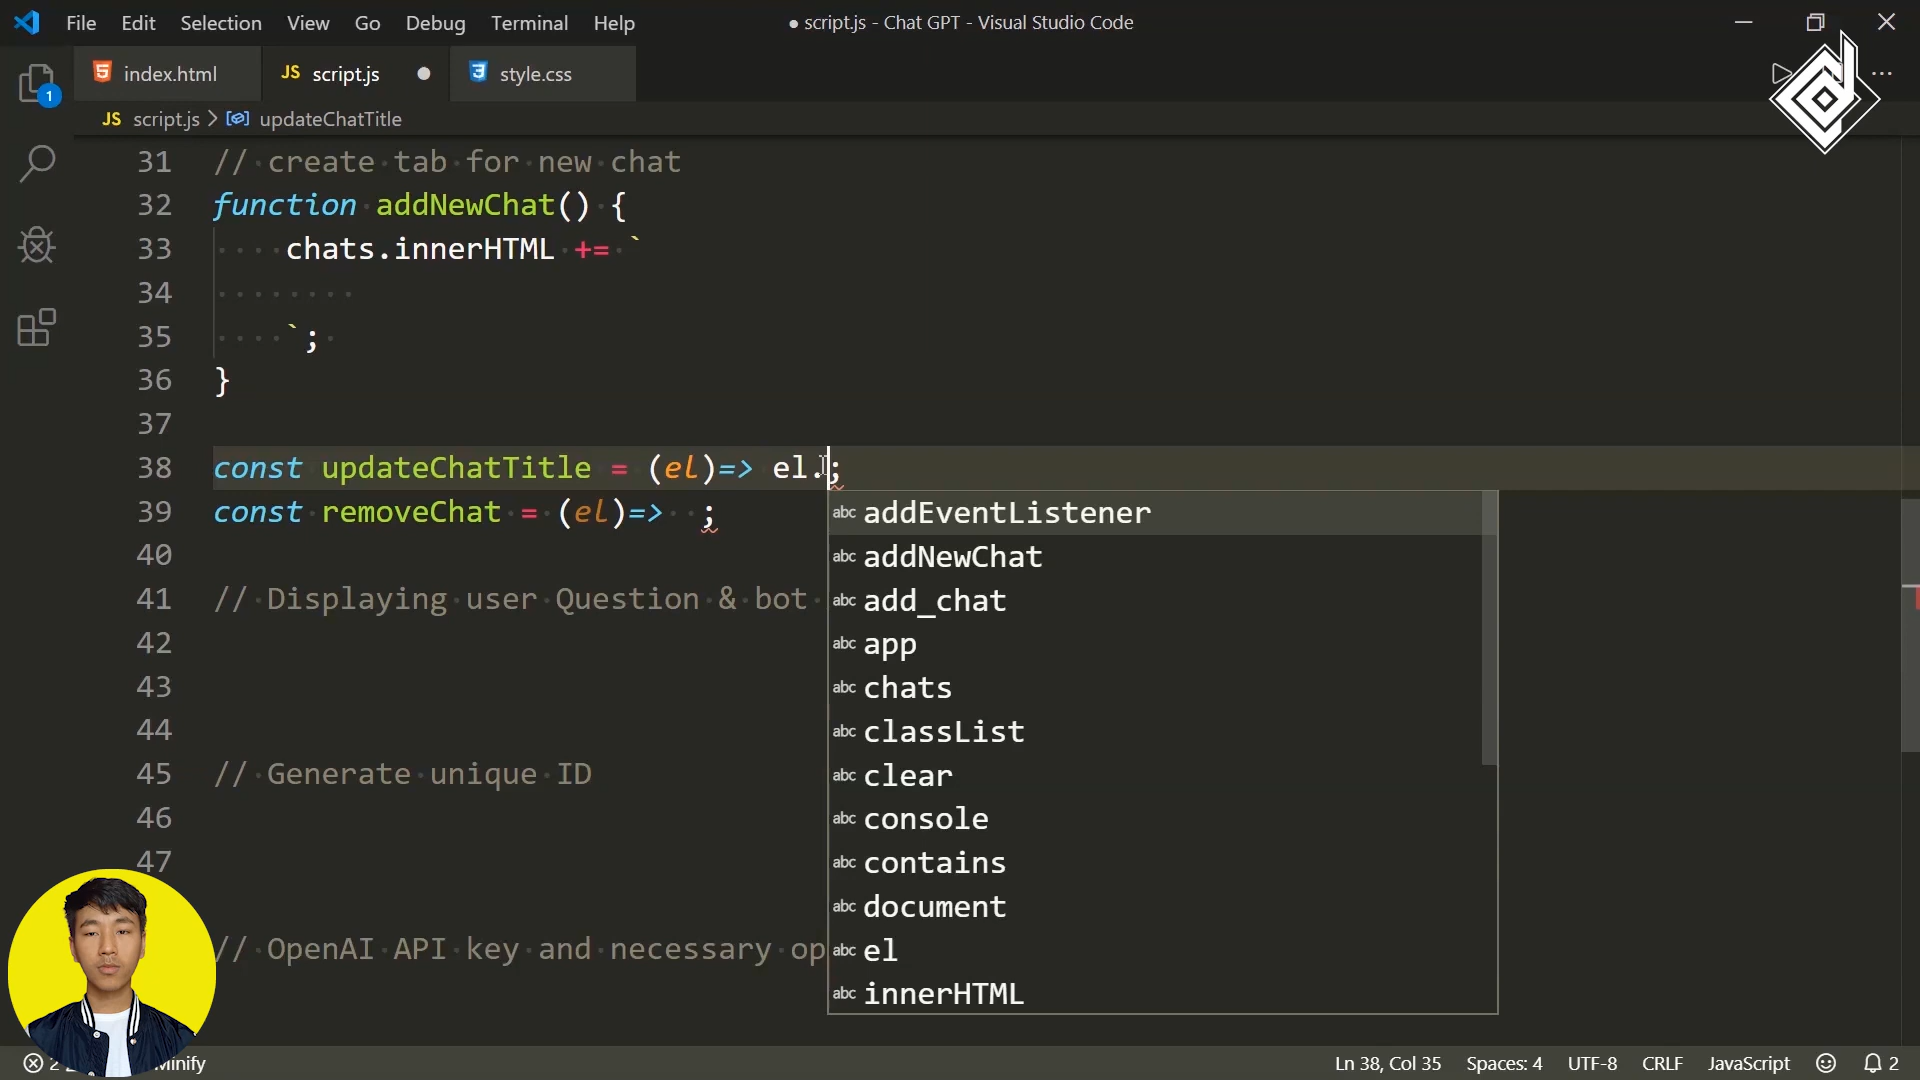 File Edit Selection View Go Debug Terminal Help
● script.js - Chat GPT - Visual Studio Code
index.html
JS script.js ●
style.css
1
JS script.js > updateChatTitle
31 // create tab for new chat
32 function addNewChat() {
33 chats.innerHTML += `
34
35 `;
36 }
37
38 const updateChatTitle = (el)=> el.;
39 const removeChat = (el)=>  ;
40
41 // Displaying user Question & bot
42
43
44
45 // Generate unique ID
46
47
// OpenAI API key and necessary op
abc addEventListener
abc addNewChat
abc add_chat
abc app
abc chats
abc classList
abc clear
abc console
abc contains
abc document
abc el
abc innerHTML
2
Minify
Ln 38, Col 35 Spaces: 4 UTF-8 CRLF JavaScript 2